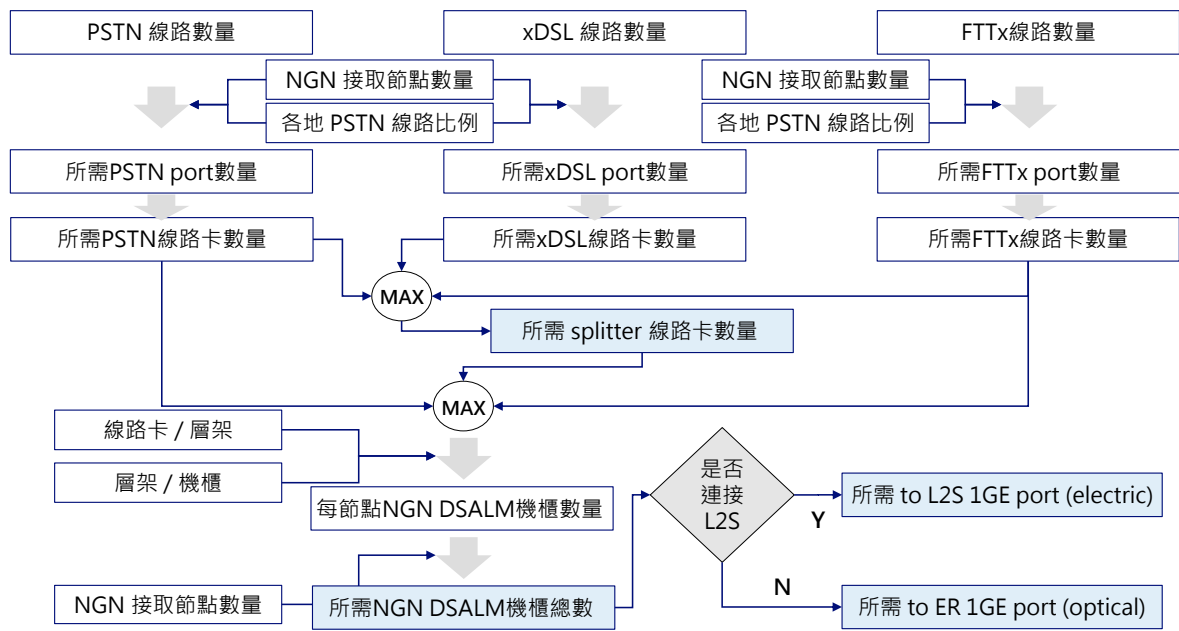 PSTN 線路數量
xDSL 線路數量
FTTx線路數量
NGN 接取節點數量
NGN 接取節點數量
各地 PSTN 線路比例
各地 PSTN 線路比例
所需PSTN port數量
所需xDSL port數量
所需FTTx port數量
所需PSTN線路卡數量
所需xDSL線路卡數量
所需FTTx線路卡數量
MAX
所需 splitter 線路卡數量
MAX
線路卡 / 層架
層架 / 機櫃
是否
連接
L2S
所需 to L2S 1GE port (electric)
Y
每節點NGN DSALM機櫃數量
N
NGN 接取節點數量
所需NGN DSALM機櫃總數
所需 to ER 1GE port (optical)